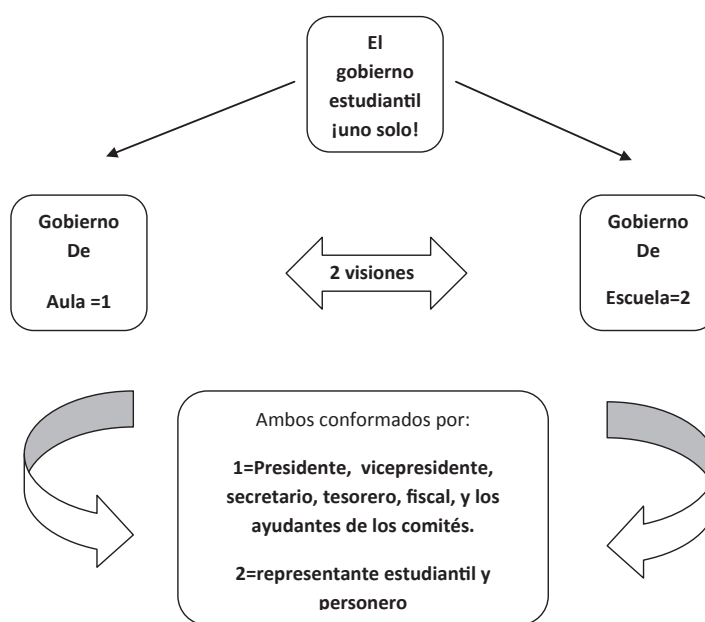 El
gobierno
estudiantil
¡uno solo!
Gobierno
De
Aula =1
2 visiones
Gobierno
De
Escuela=2
Ambos conformados por:
1=Presidente, vicepresidente,
secretario, tesorero, fiscal, y los
ayudantes de los comités.
2=representante estudiantil y
personero